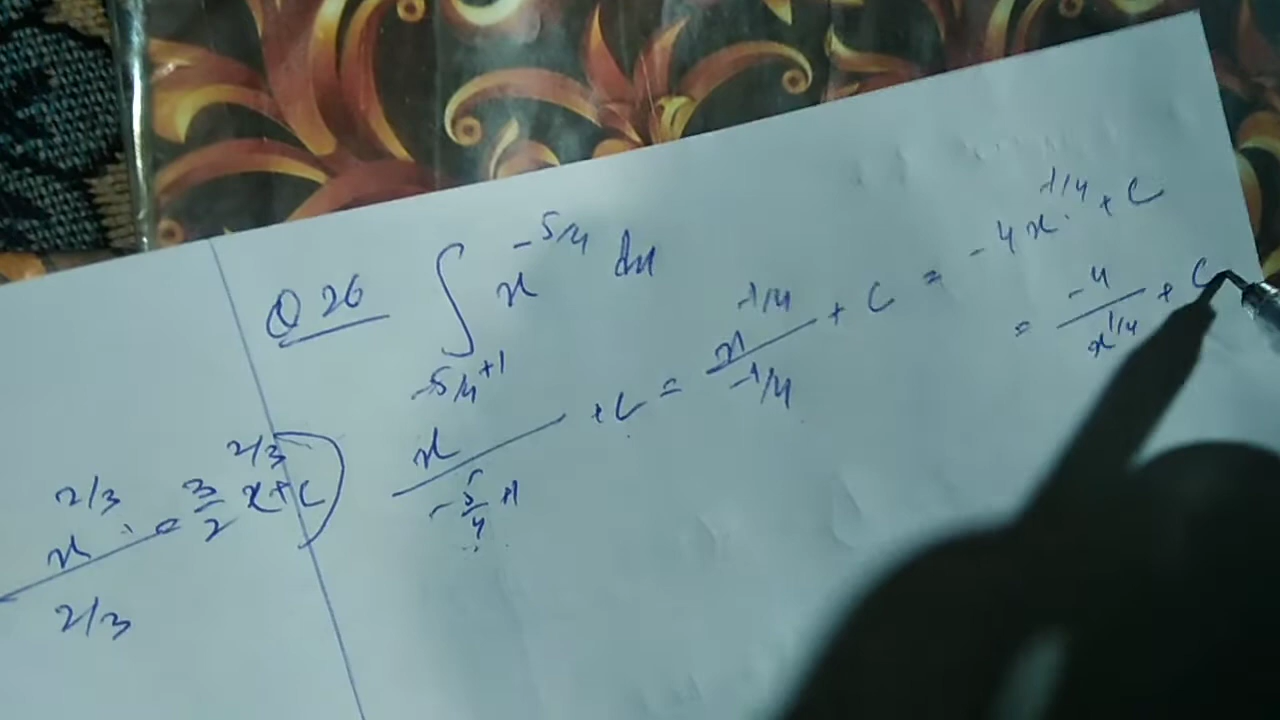 Q 26 ∫ x^{-5/4} dx
x^{-5/4+1} / (-5/4+1) + C = x^{-1/4} / (-1/4) + C = -4x^{-1/4} + C
= -4 / x^{1/4} + C
x^{2/3} / (2/3) = 3/2 x^{2/3} + C